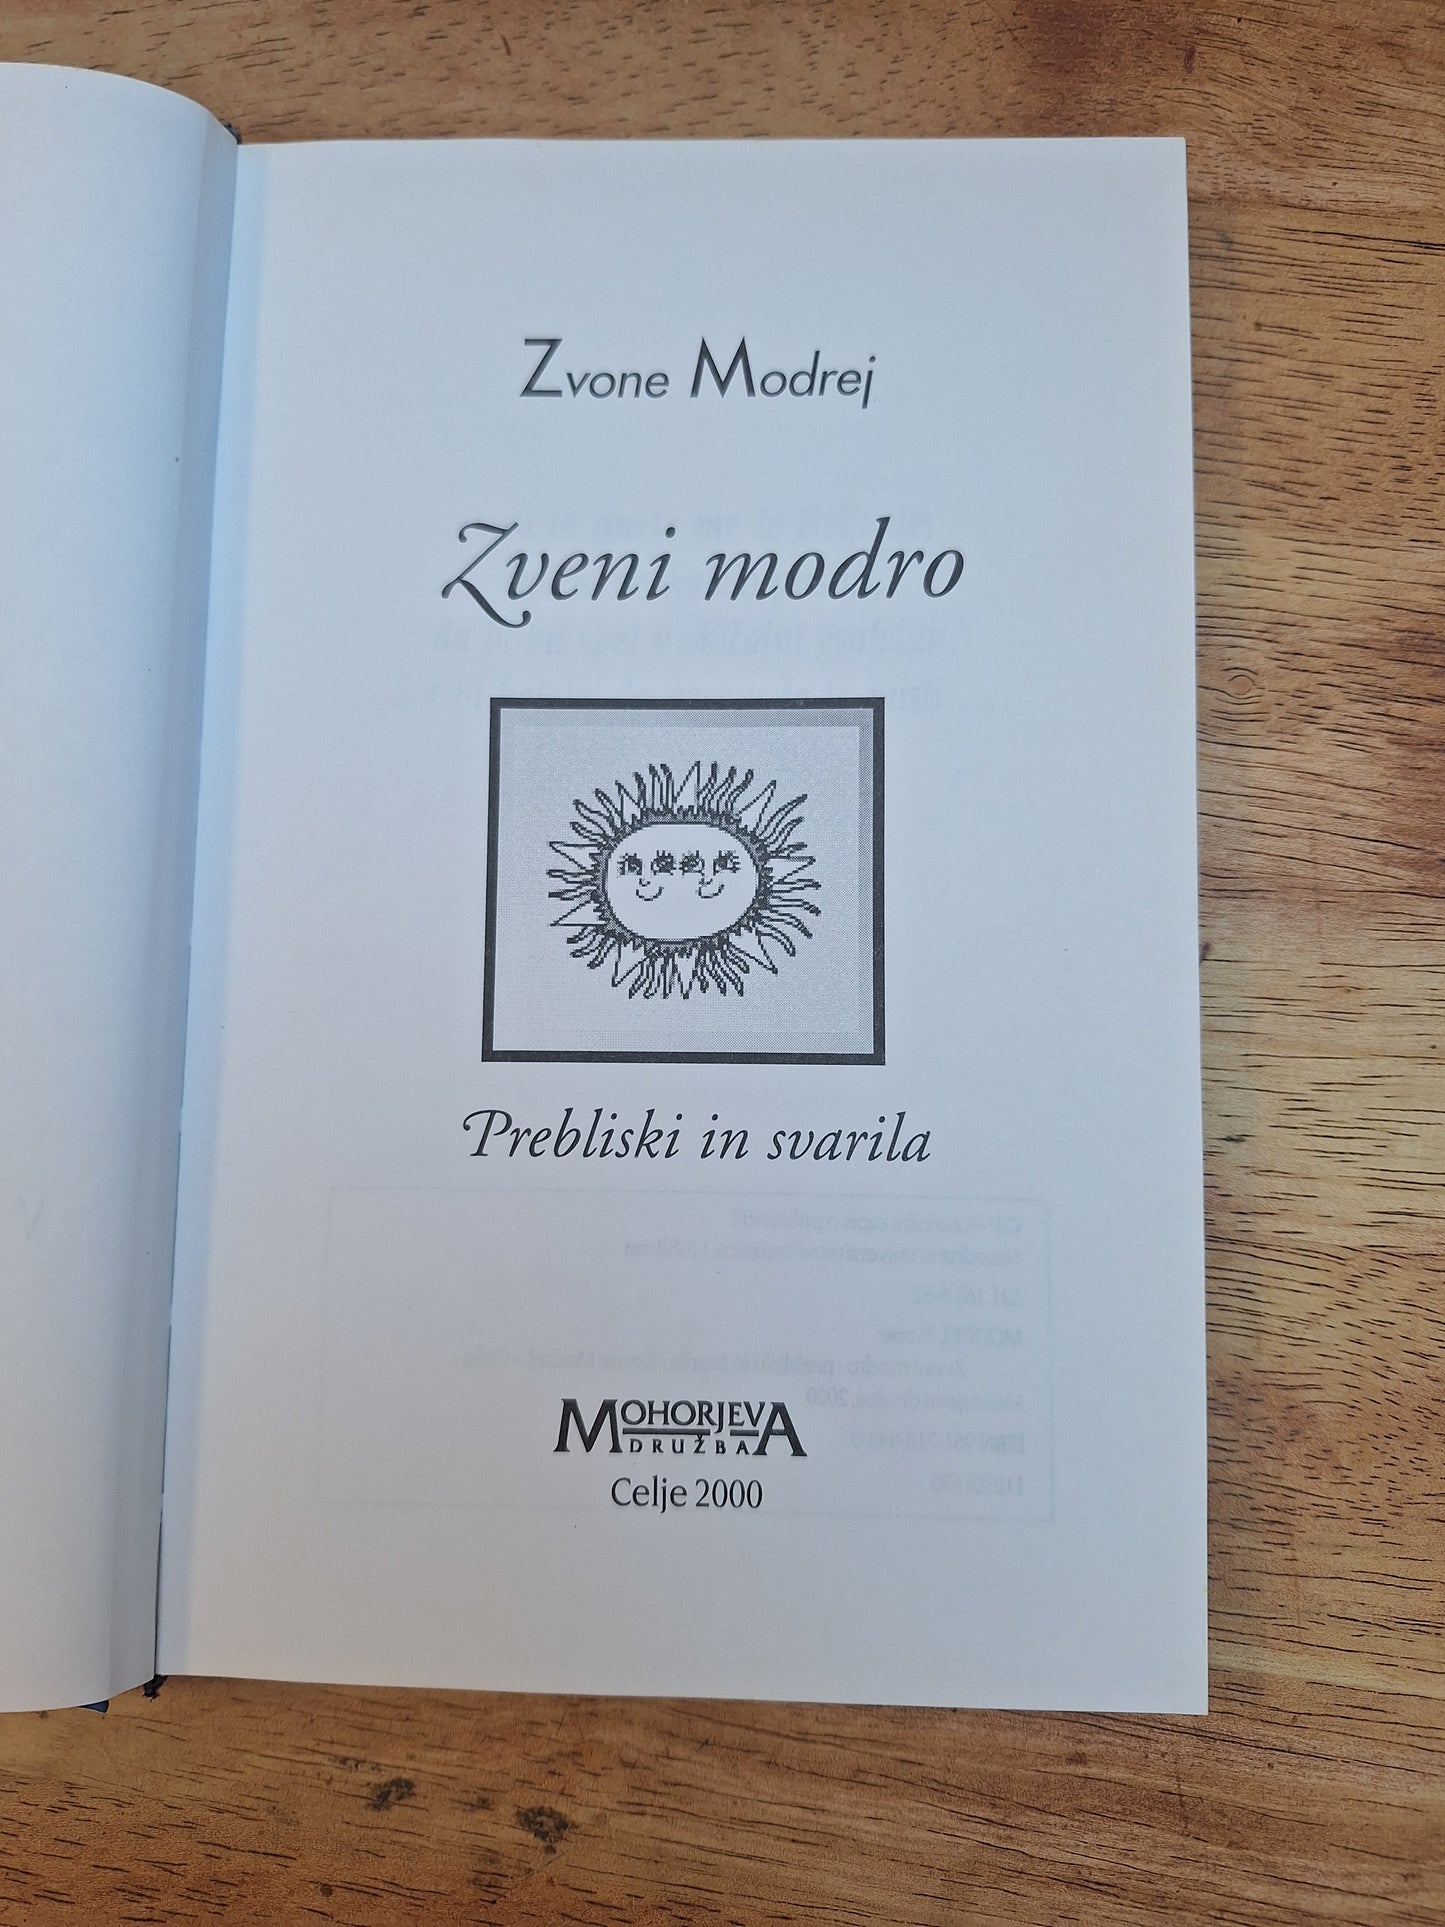 Zvone Modrej
Zveni modro
Prebliski in svarila
MOHORJEVA
DRUŽBA
Celje 2000